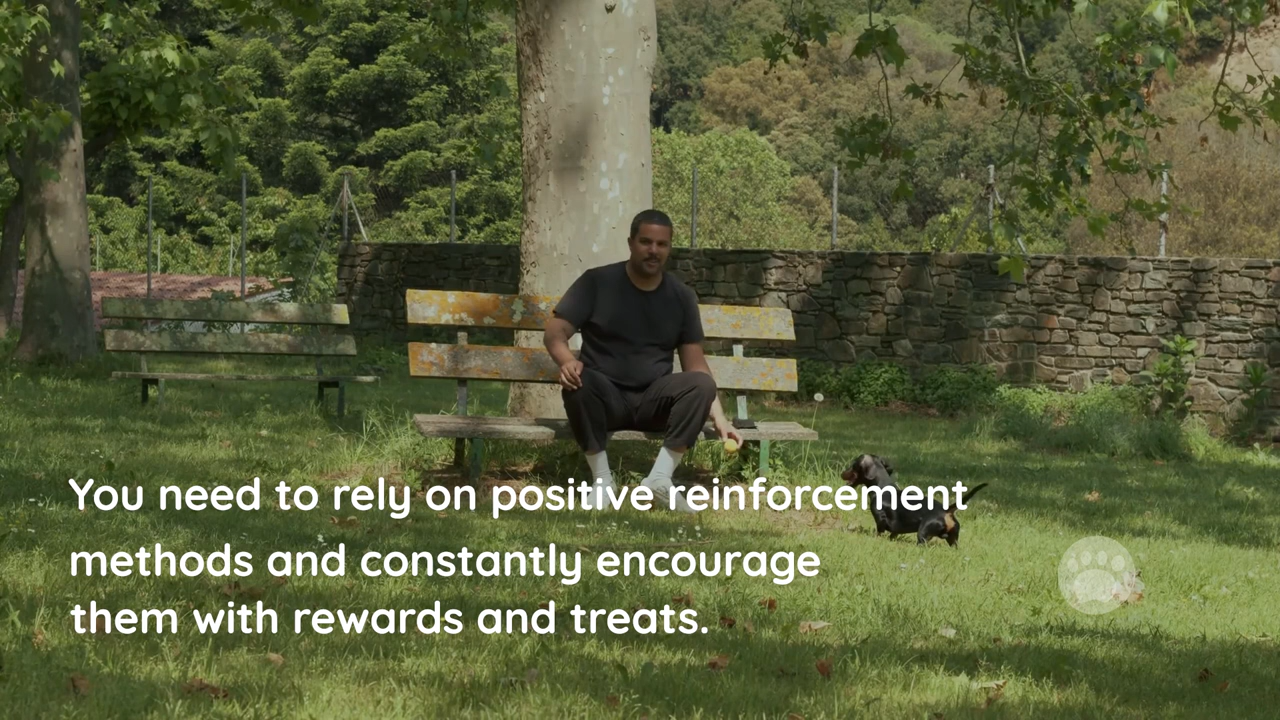 You need to rely on positive reinforcement
methods and constantly encourage
them with rewards and treats.